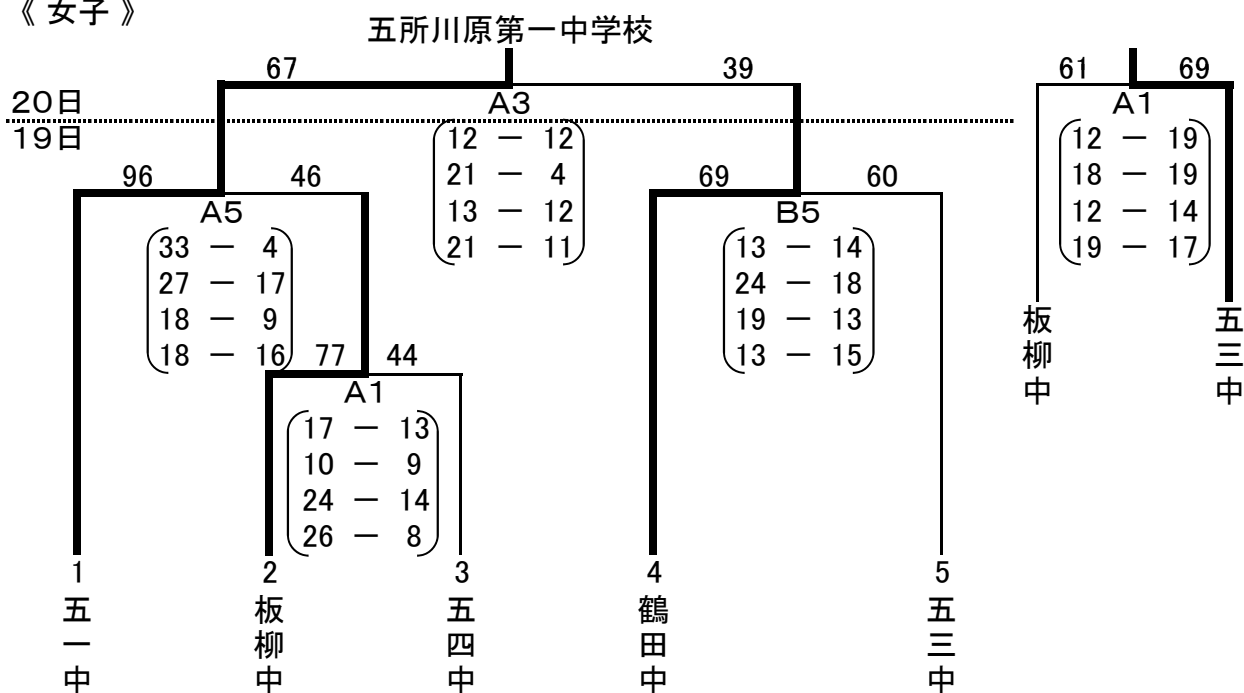 《 女子 》
五所川原第一中学校
67 39
61 69
20日
A3
A1
19日
12 － 12
21 － 4
13 － 12
21 － 11
12 － 19
18 － 19
12 － 14
19 － 17
96 46
69 60
A5
B5
33 － 4
27 － 17
18 － 9
18 － 16
13 － 14
24 － 18
19 － 13
13 － 15
板柳中
五三中
77 44
A1
17 － 13
10 － 9
24 － 14
26 － 8
1 2 3 4 5
五一中
板柳中
五四中
鶴田中
五三中